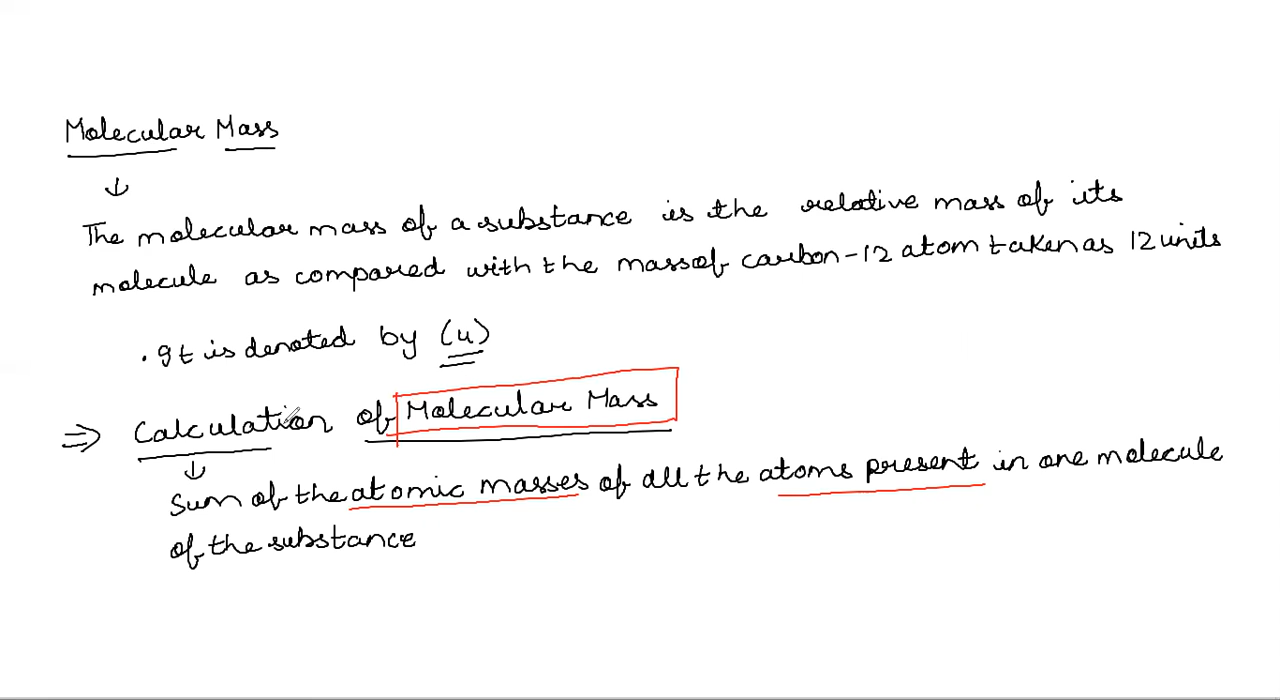 Molecular Mass
↓
The molecular mass of a substance is the relative mass of its
molecule as compared with the mass of carbon-12 atom taken as 12 units
. It is denoted by (u)
⇒ Calculation of Molecular Mass
↓
Sum of the atomic masses of all the atoms present in one molecule
of the substance